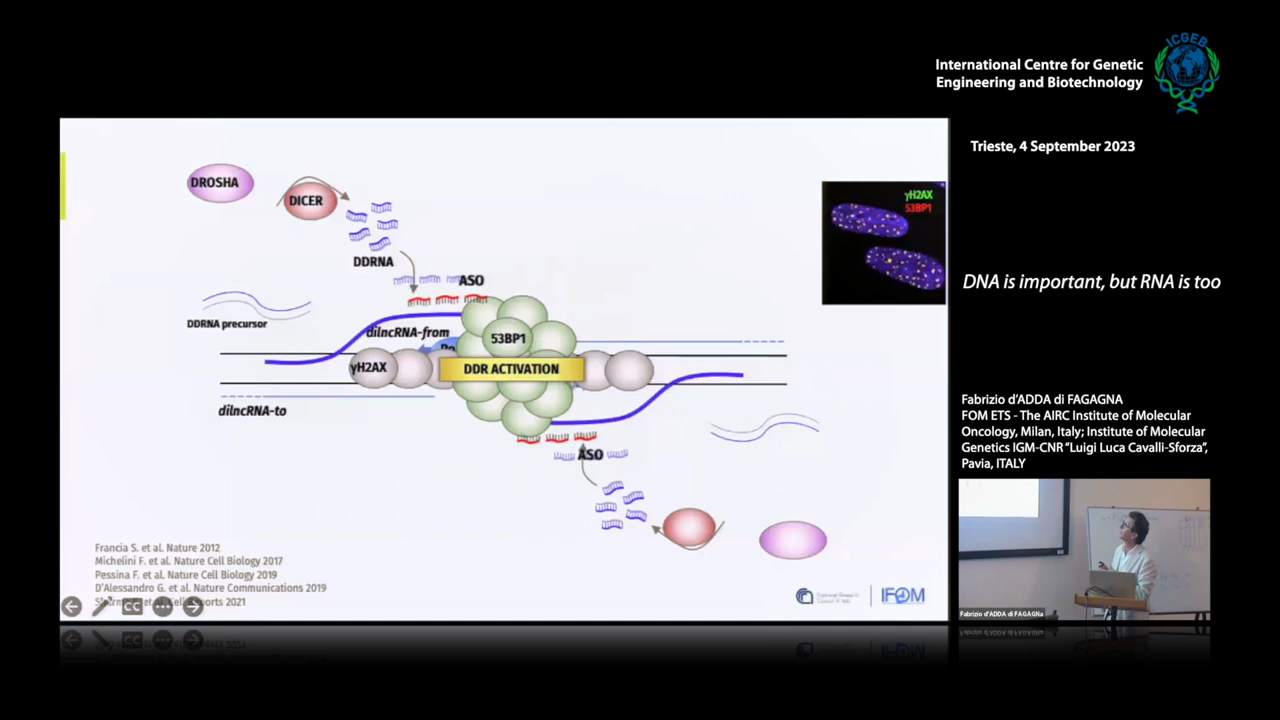 International Centre for Genetic
Engineering and Biotechnology
ICGEB
Trieste, 4 September 2023
DNA is important, but RNA is too
Fabrizio d'ADDA di FAGAGNA
FOM ETS - The AIRC Institute of Molecular
Oncology, Milan, Italy; Institute of Molecular
Genetics IGM-CNR "Luigi Luca Cavalli-Sforza",
Pavia, ITALY
Fabrizio d'ADDA di FAGAGNa
DROSHA
DICER
DDRNA
ASO
DDRNA precursor
dilncRNA-from
53BP1
γH2AX
DDR ACTIVATION
dilncRNA-to
ASO
γH2AX
53BP1
Francia S. et al. Nature 2012
Michelini F. et al. Nature Cell Biology 2017
Pessina F. et al. Nature Cell Biology 2019
D'Alessandro G. et al. Nature Communications 2019
2021
CC
IFOM